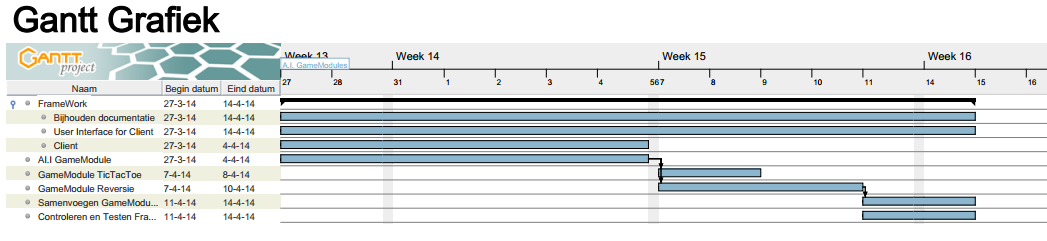 Gantt Grafiek
GANTT project
Week 13 Week 14 Week 15 Week 16
A.I. GameModules
Naam Begin datum Eind datum
27 28 31 1 2 3 4 567 8 9 10 11 14 15 16
FrameWork 27-3-14 14-4-14
Bijhouden documentatie 27-3-14 14-4-14
User Interface for Client 27-3-14 14-4-14
Client 27-3-14 4-4-14
AI.I GameModule 27-3-14 4-4-14
GameModule TicTacToe 7-4-14 8-4-14
GameModule Reversie 7-4-14 10-4-14
Samenvoegen GameModu... 11-4-14 14-4-14
Controleren en Testen Fra... 11-4-14 14-4-14